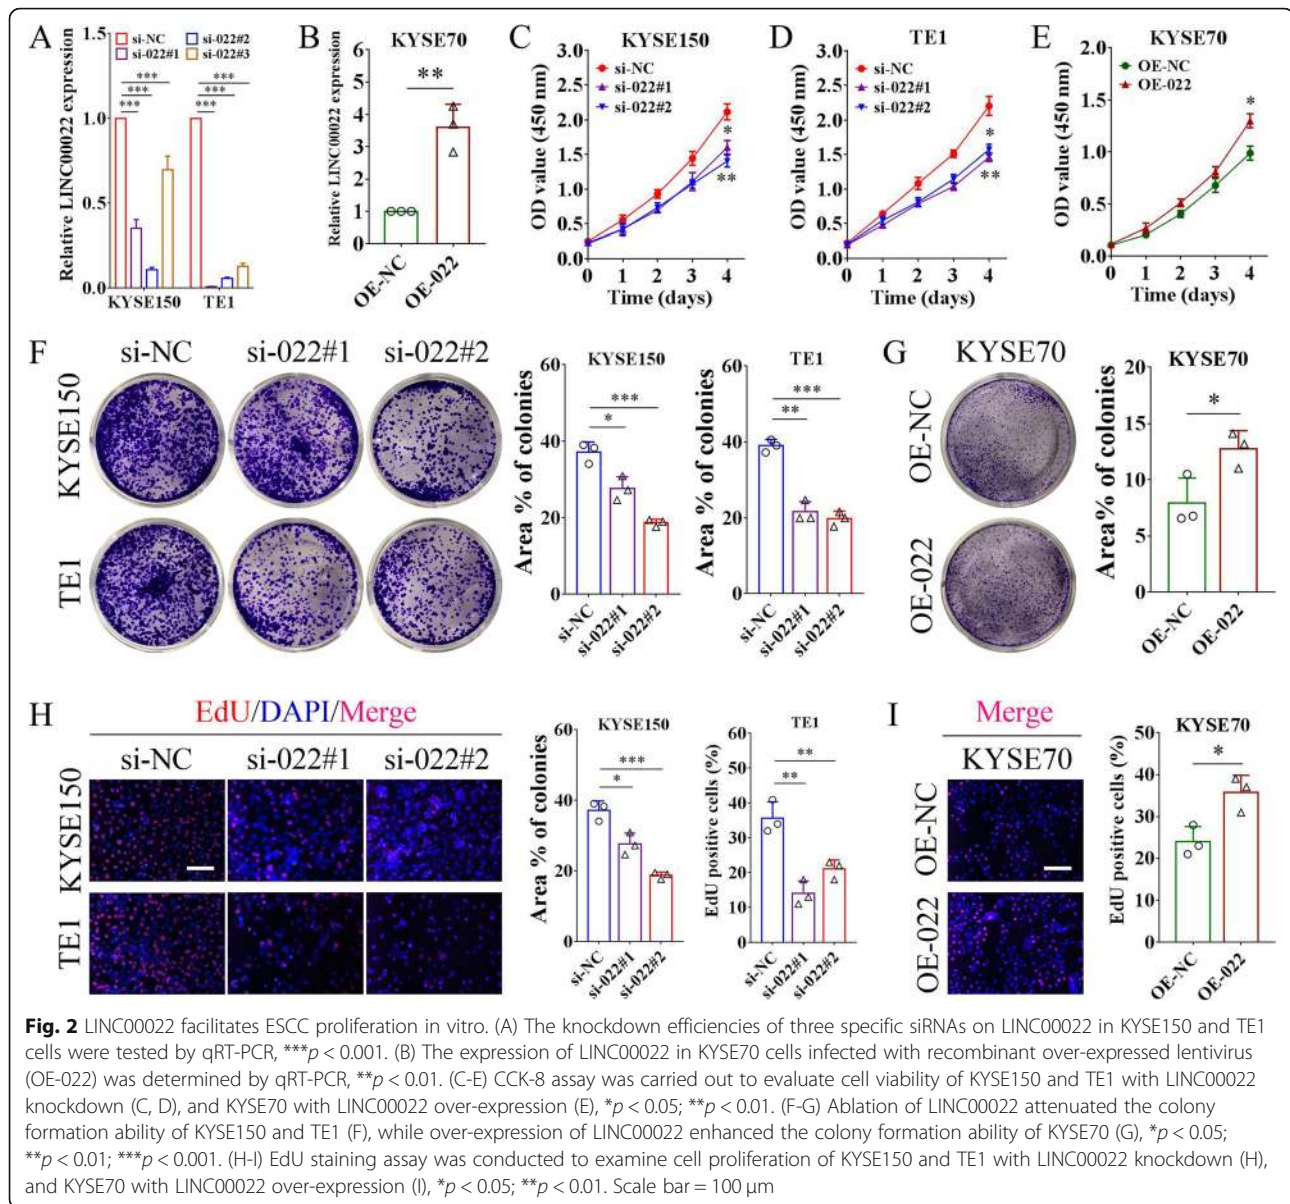 A
Relative LINC00022 expression
1.5
1.0
0.5
0.0
si-NC
si-022#1
si-022#2
si-022#3
***
***
***
***
***
***
KYSE150
TE1
B
KYSE70
Relative LINC00022 expression
6
5
4
3
2
1
0
**
OE-NC
OE-022
C
KYSE150
OD value (450 nm)
3.0
2.5
2.0
1.5
1.0
0.5
0.0
si-NC
si-022#1
si-022#2
*
**
0 1 2 3 4
Time (days)
D
TE1
OD value (450 nm)
3.0
2.5
2.0
1.5
1.0
0.5
0.0
si-NC
si-022#1
si-022#2
*
**
0 1 2 3 4
Time (days)
E
KYSE70
OD value (450 nm)
2.0
1.5
1.0
0.5
0.0
OE-NC
OE-022
*
0 1 2 3 4
Time (days)
F
si-NC si-022#1 si-022#2
KYSE150
TE1
KYSE150
Area % of colonies
60
40
20
0
***
*
si-NC
si-022#1
si-022#2
TE1
Area % of colonies
60
40
20
0
***
**
si-NC
si-022#1
si-022#2
G
KYSE70
OE-NC
OE-022
KYSE70
Area % of colonies
20
15
10
5
0
*
OE-NC
OE-022
H
EdU/DAPI/Merge
si-NC si-022#1 si-022#2
KYSE150
TE1
KYSE150
Area % of colonies
60
40
20
0
***
*
si-NC
si-022#1
si-022#2
TE1
EdU positive cells (%)
60
50
40
30
20
10
0
**
**
si-NC
si-022#1
si-022#2
I
Merge
KYSE70
OE-NC
OE-022
KYSE70
EdU positive cells (%)
50
40
30
20
10
0
*
OE-NC
OE-022
Fig. 2 LINC00022 facilitates ESCC proliferation in vitro. (A) The knockdown efficiencies of three specific siRNAs on LINC00022 in KYSE150 and TE1
cells were tested by qRT-PCR, ***p < 0.001. (B) The expression of LINC00022 in KYSE70 cells infected with recombinant over-expressed lentivirus
(OE-022) was determined by qRT-PCR, **p < 0.01. (C-E) CCK-8 assay was carried out to evaluate cell viability of KYSE150 and TE1 with LINC00022
knockdown (C, D), and KYSE70 with LINC00022 over-expression (E), *p < 0.05; **p < 0.01. (F-G) Ablation of LINC00022 attenuated the colony
formation ability of KYSE150 and TE1 (F), while over-expression of LINC00022 enhanced the colony formation ability of KYSE70 (G), *p < 0.05;
**p < 0.01; ***p < 0.001. (H-I) EdU staining assay was conducted to examine cell proliferation of KYSE150 and TE1 with LINC00022 knockdown (H),
and KYSE70 with LINC00022 over-expression (I), *p < 0.05; **p < 0.01. Scale bar = 100 μm